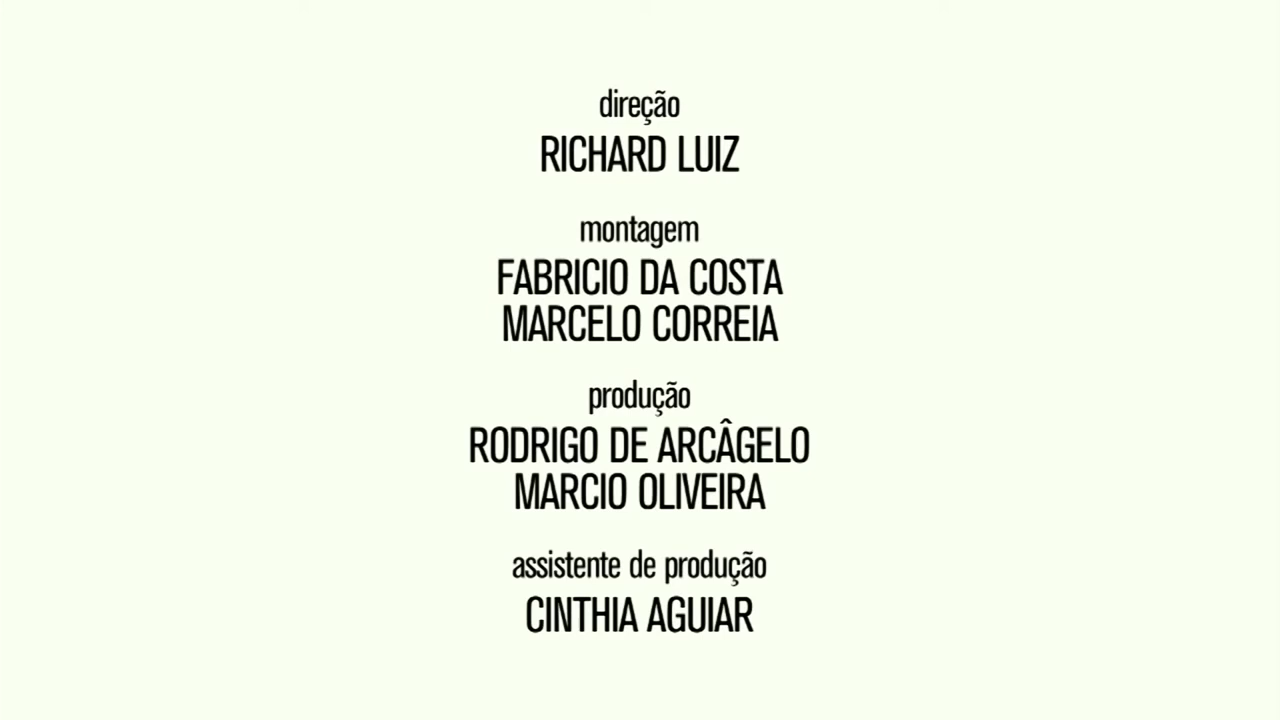 direção
RICHARD LUIZ
montagem
FABRICIO DA COSTA
MARCELO CORREIA
produção
RODRIGO DE ARCÂGELO
MARCIO OLIVEIRA
assistente de produção
CINTHIA AGUIAR